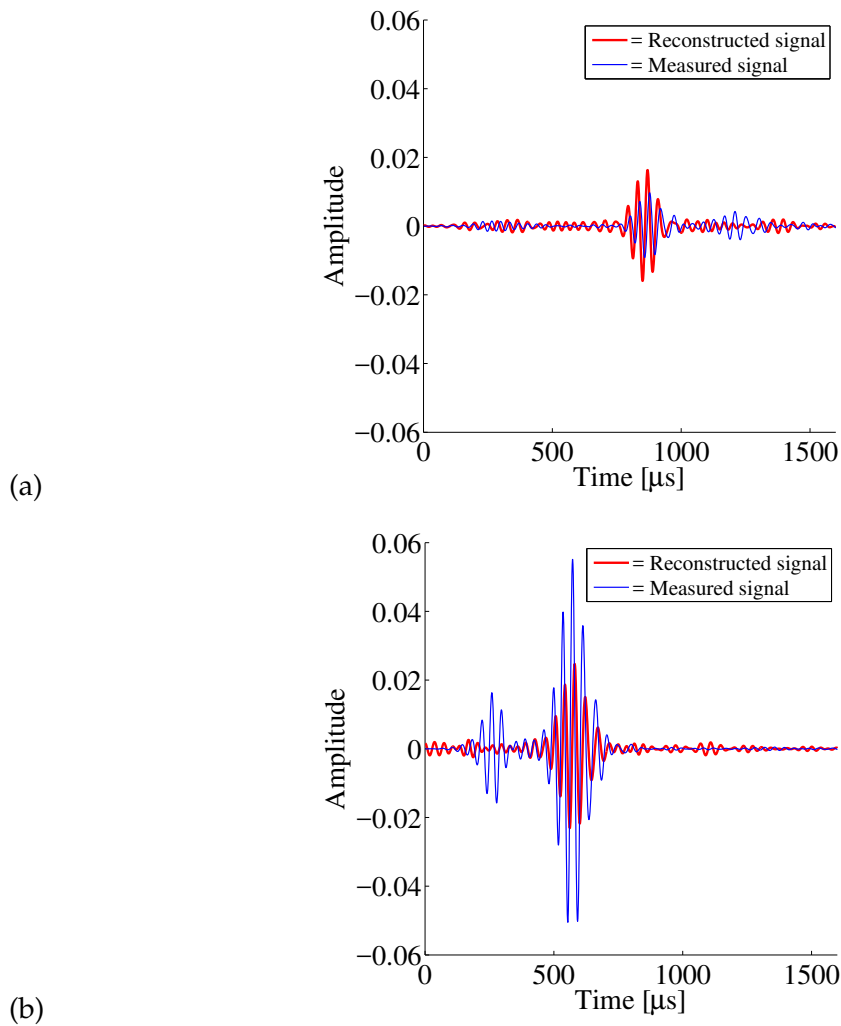 0.06
= Reconstructed signal
= Measured signal
0.04
0.02
0
−0.02
−0.04
−0.06
Amplitude
0 500 1000 1500
Time [μs]
(a)
0.06
= Reconstructed signal
= Measured signal
0.04
0.02
0
−0.02
−0.04
−0.06
Amplitude
0 500 1000 1500
Time [μs]
(b)